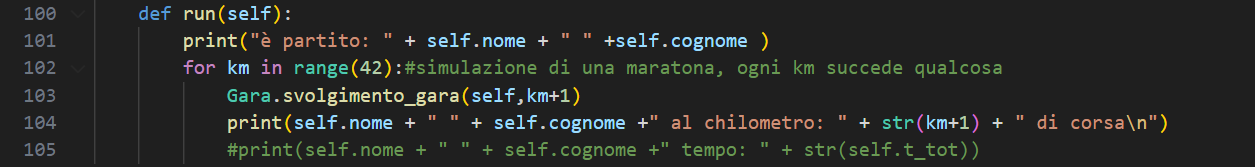 100 def run(self):
101 print("è partito: " + self.nome + " " +self.cognome )
102 for km in range(42):#simulazione di una maratona, ogni km succede qualcosa
103 Gara.svolgimento_gara(self,km+1)
104 print(self.nome + " " + self.cognome +" al chilometro: " + str(km+1) + " di corsa\n")
105 #print(self.nome + " " + self.cognome +" tempo: " + str(self.t_tot))